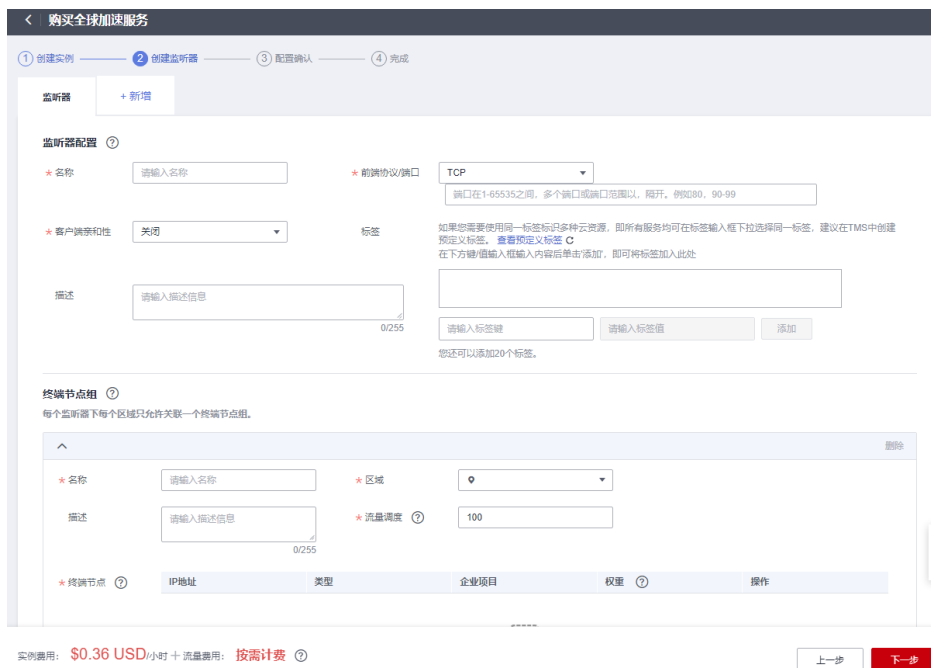 购买全球加速服务
1 创建实例 2 创建监听器 3 配置确认 4 完成
监听器 + 新增
监听器配置 ?
* 名称 请输入名称 * 前端协议/端口 TCP
端口在1-65535之间，多个端口或端口范围以，隔开。例如80，90-99
* 客户端亲和性 关闭 标签 如果您需要使用同一标签标识多种云资源，即所有服务均可在标签输入框下拉选择同一标签，建议在TMS中创建
预定义标签。 查看预定义标签
在下方键/值输入框输入内容后单击'添加'，即可将标签加入此处
描述 请输入描述信息
0/255
请输入标签键 请输入标签值 添加
您还可以添加20个标签。
终端节点组 ?
每个监听器下每个区域只允许关联一个终端节点组。
删除
* 名称 请输入名称 * 区域
描述 请输入描述信息 * 流量调度 ? 100
0/255
* 终端节点 ? IP地址 类型 企业项目 权重 ? 操作
实例费用： $0.36 USD/小时 + 流量费用： 按需计费 ?
上一步 下一步